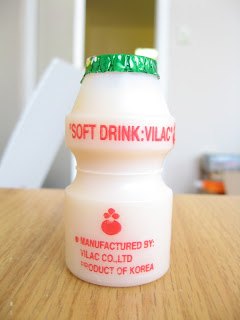 "SOFT DRINK:VILAC"
* MANUFACTURED BY:
VILAC CO.,LTD
PRODUCT OF KOREA